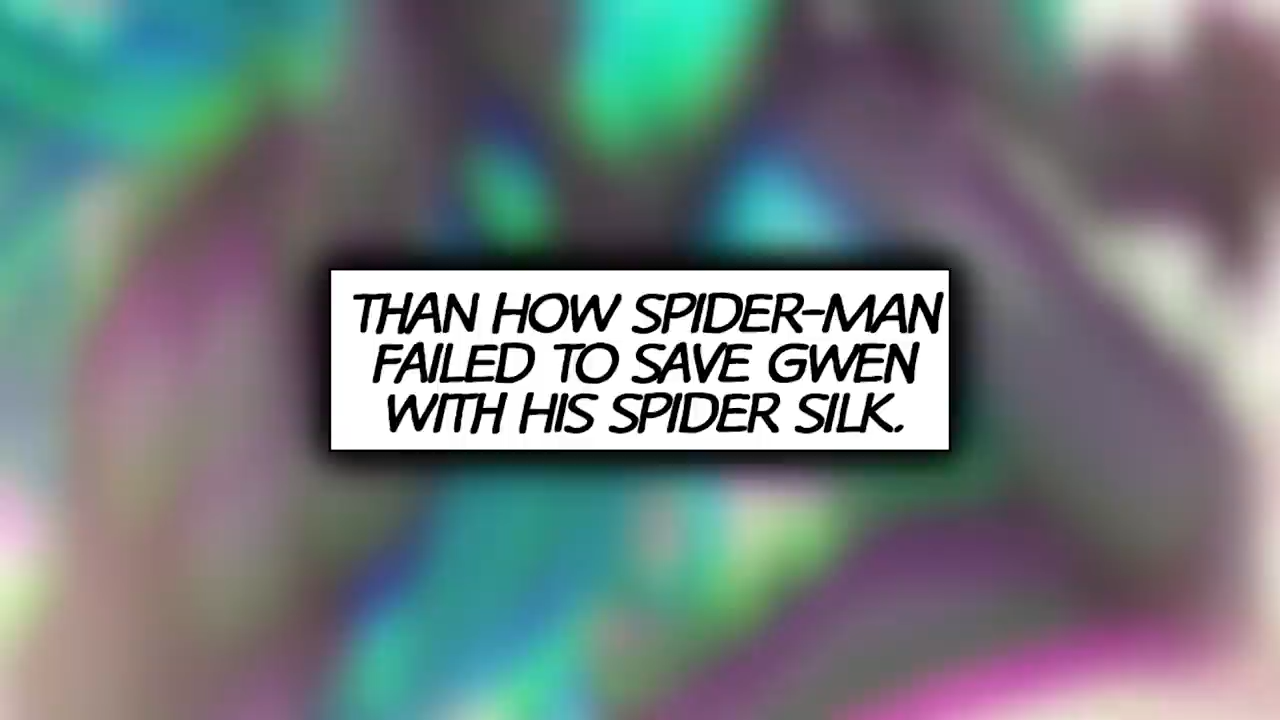 THAN HOW SPIDER-MAN
FAILED TO SAVE GWEN
WITH HIS SPIDER SILK.